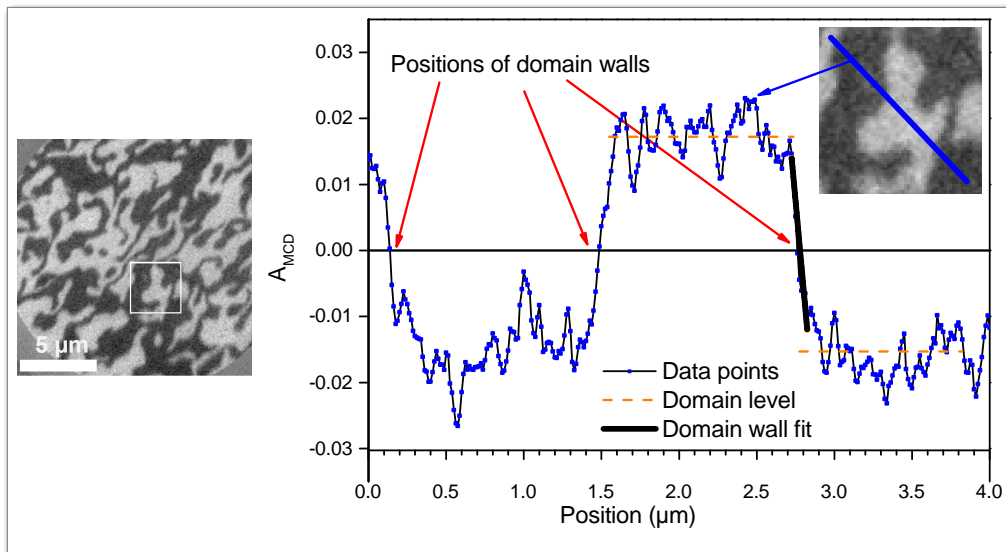 5 µm
0.03
0.02
0.01
0.00
-0.01
-0.02
-0.03
A_MCD
Positions of domain walls
Data points
Domain level
Domain wall fit
0.0 0.5 1.0 1.5 2.0 2.5 3.0 3.5 4.0
Position (µm)